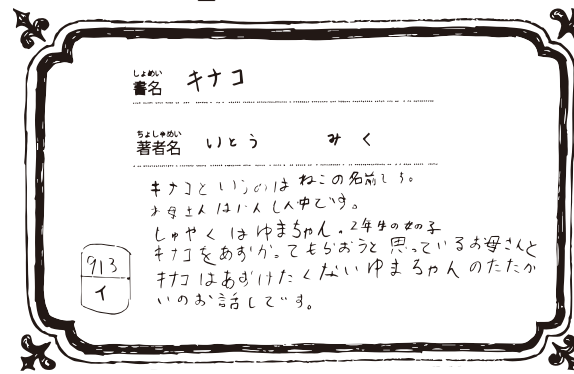 しょめい
書名 キナコ
ちょしゃめい
著者名 いとう みく
キナコというのはねこの名前です。
お母さんはにんしん中です。
しゅやくはゆまちゃん。2年生の女の子
キナコをあずかってもらおうと思っているお母さんと
キナコはあずけたくないゆまちゃんのたたか
いのお話しです。
913
イ